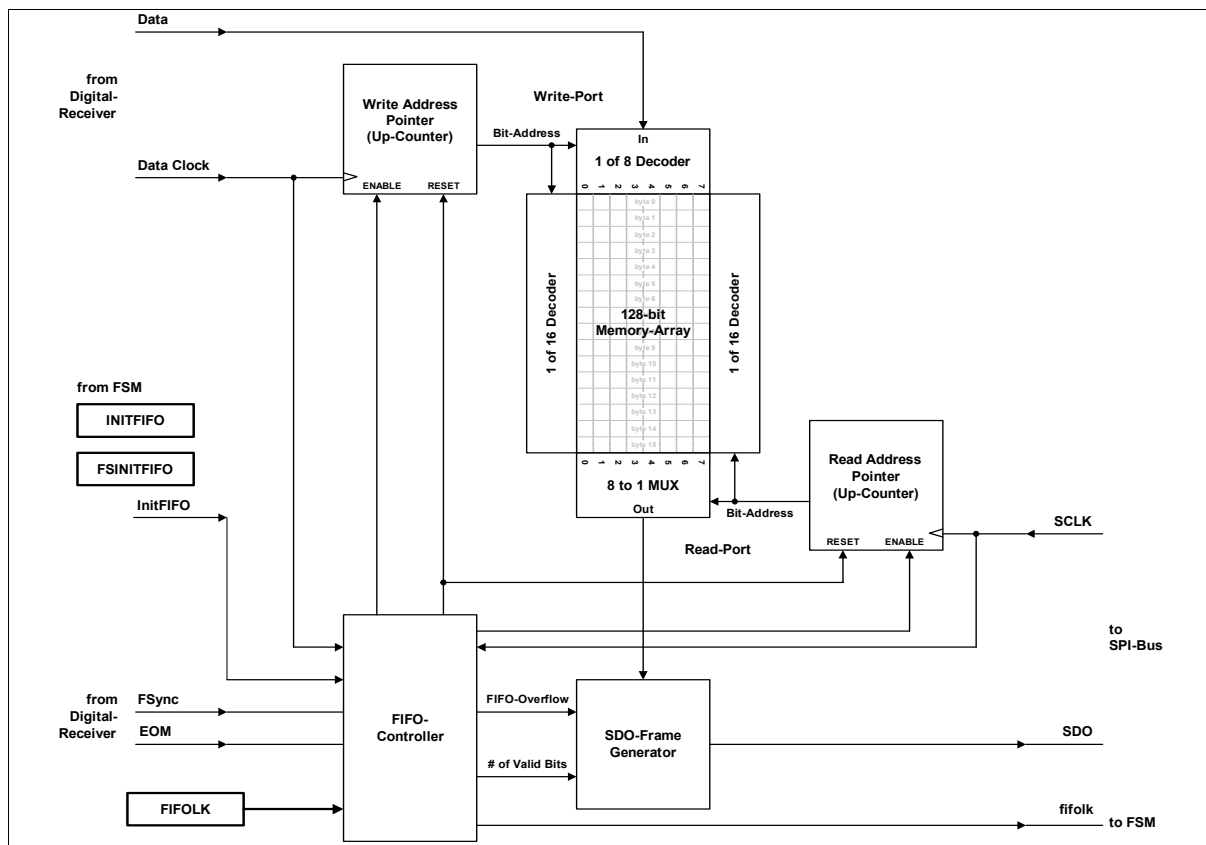 Data
from
Digital-
Receiver
Write Address
Pointer
(Up-Counter)
ENABLE RESET
Data Clock
Write-Port
Bit-Address
In
1 of 8 Decoder
0 1 2 3 4 5 6 7
1 of 16 Decoder
byte 0
byte 1
byte 2
byte 3
byte 4
byte 5
byte 6
128-bit
Memory-Array
byte 9
byte 10
byte 11
byte 12
byte 13
byte 14
byte 15
1 of 16 Decoder
0 1 2 3 4 5 6 7
8 to 1 MUX
Out
Bit-Address
Read-Port
Read Address
Pointer
(Up-Counter)
RESET ENABLE
SCLK
to
SPI-Bus
from FSM
INITFIFO
FSINITFIFO
InitFIFO
from
Digital-
Receiver
FSync
EOM
FIFOLK
FIFO-
Controller
FIFO-Overflow
# of Valid Bits
SDO-Frame
Generator
SDO
fifolk
to FSM